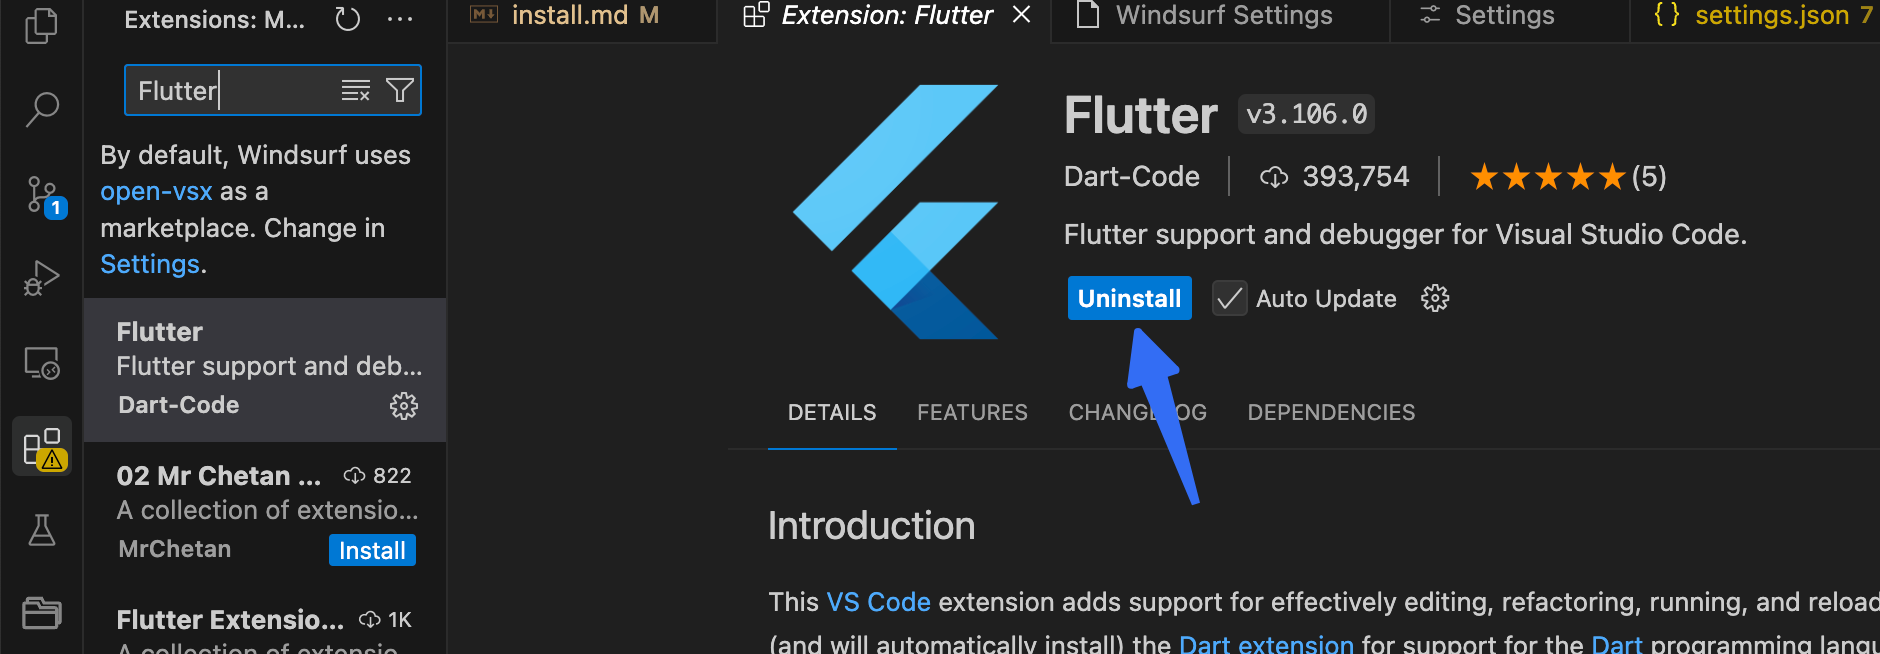 Extensions: M...
install.md M
Extension: Flutter
Windsurf Settings
Settings
{ } settings.json 7
Flutter
By default, Windsurf uses
open-vsx as a
marketplace. Change in
Settings.
1
Flutter
Flutter support and deb...
Dart-Code
02 Mr Chetan ... 822
A collection of extensio...
MrChetan Install
Flutter Extensio... 1K
A collection of extensio
Flutter v3.106.0
Dart-Code 393,754 (5)
Flutter support and debugger for Visual Studio Code.
Uninstall Auto Update
DETAILS FEATURES DEPENDENCIES
Introduction
This VS Code extension adds support for effectively editing, refactoring, running, and reload
(and will automatically install) the Dart extension for support for the Dart programming langu